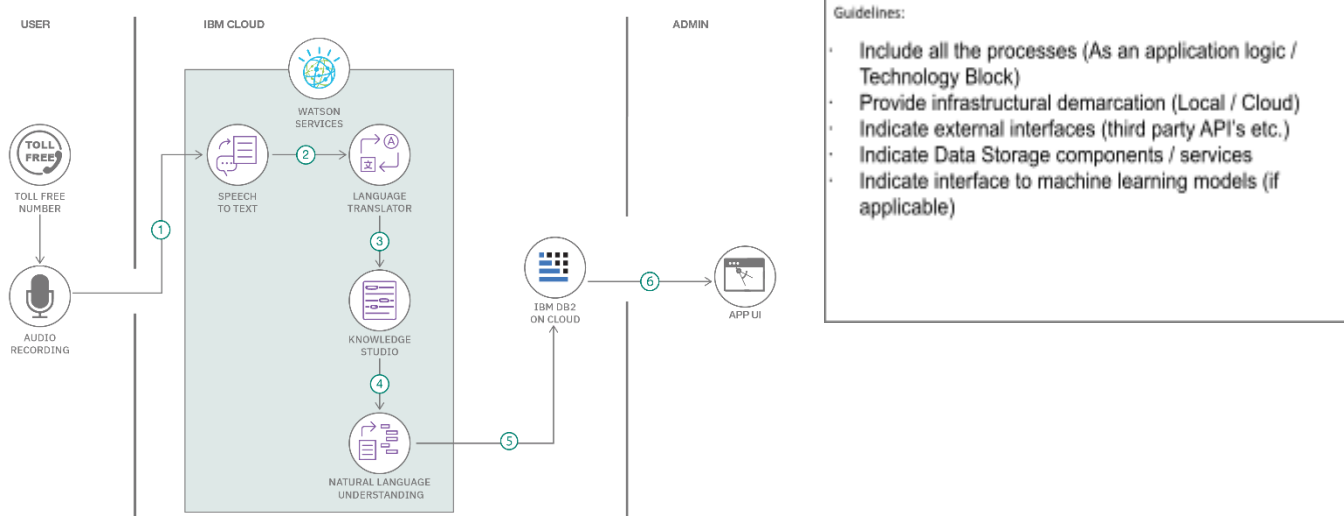 USER
IBM CLOUD
ADMIN
WATSON
SERVICES
TOLL
FREE
TOLL FREE
NUMBER
1
SPEECH
TO TEXT
2
A
文
LANGUAGE
TRANSLATOR
3
AUDIO
RECORDING
KNOWLEDGE
STUDIO
4
NATURAL LANGUAGE
UNDERSTANDING
5
IBM DB2
ON CLOUD
6
APP UI
Guidelines:
· Include all the processes (As an application logic /
Technology Block)
· Provide infrastructural demarcation (Local / Cloud)
· Indicate external interfaces (third party API's etc.)
· Indicate Data Storage components / services
· Indicate interface to machine learning models (if
applicable)